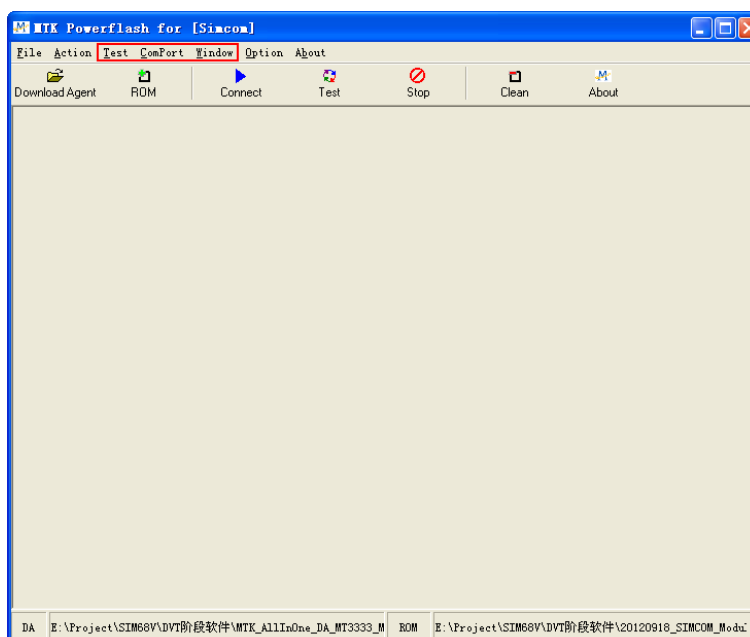 MTK Powerflash for [Simcom]
File Action Test ComPort Window Option About
Download Agent ROM Connect Test Stop Clean About
DA E:\Project\SIM68V\DVT阶段软件\MTK_AllInOne_DA_MT3333_M ROM E:\Project\SIM68V\DVT阶段软件\20120918_SIMCOM_Modul